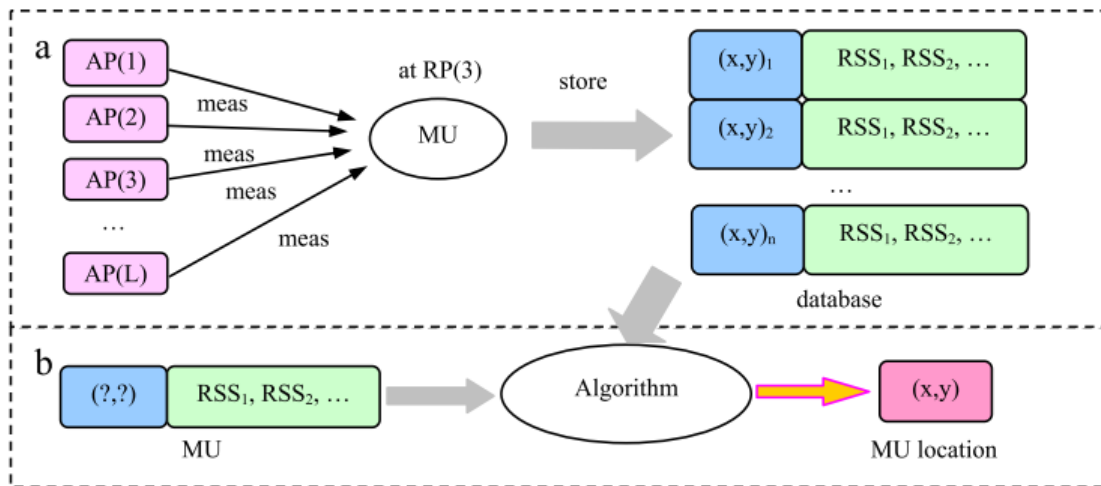 a
AP(1)
AP(2)
AP(3)
…
AP(L)
meas
meas
meas
meas
at RP(3)
MU
store
(x,y)₁ RSS₁, RSS₂, …
(x,y)₂ RSS₁, RSS₂, …
…
(x,y)ₙ RSS₁, RSS₂, …
database
b
(?,?) RSS₁, RSS₂, …
MU
Algorithm
(x,y)
MU location